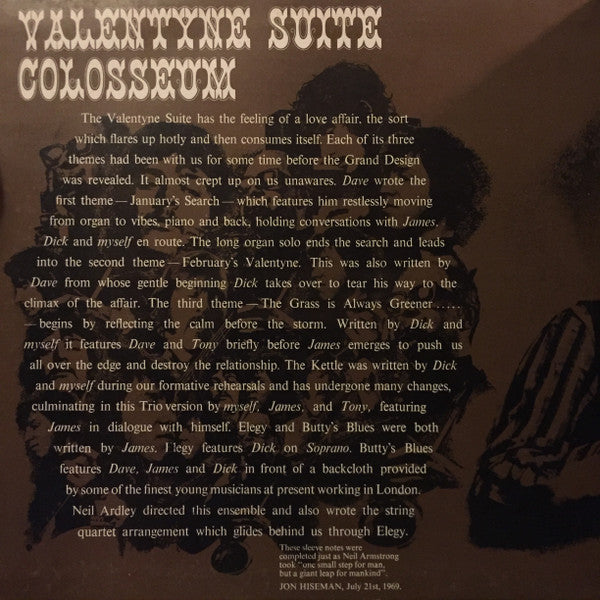 VALENTYNE SUITE
COLOSSEUM
The Valentyne Suite has the feeling of a love affair, the sort
which flares up hotly and then consumes itself. Each of its three
themes had been with us for some time before the Grand Design
was revealed. It almost crept up on us unawares. Dave wrote the
first theme — January's Search — which features him restlessly moving
from organ to vibes, piano and back, holding conversations with James,
Dick and myself en route. The long organ solo ends the search and leads
into the second theme — February's Valentyne. This was also written by
Dave from whose gentle beginning Dick takes over to tear his way to the
climax of the affair. The third theme — The Grass is Always Greener . . . . .
— begins by reflecting the calm before the storm. Written by Dick and
myself it features Dave and Tony briefly before James emerges to push us
all over the edge and destroy the relationship. The Kettle was written by Dick
and myself during our formative rehearsals and has undergone many changes,
culminating in this Trio version by myself, James, and Tony, featuring
James in dialogue with himself. Elegy and Butty's Blues were both
written by James. Elegy features Dick on Soprano. Butty's Blues
features Dave, James and Dick in front of a backcloth provided
by some of the finest young musicians at present working in London.
Neil Ardley directed this ensemble and also wrote the string
quartet arrangement which glides behind us through Elegy.
These sleeve notes were
completed just as Neil Armstrong
took "one small step for man,
but a giant leap for mankind".
JON HISEMAN, July 21st, 1969.